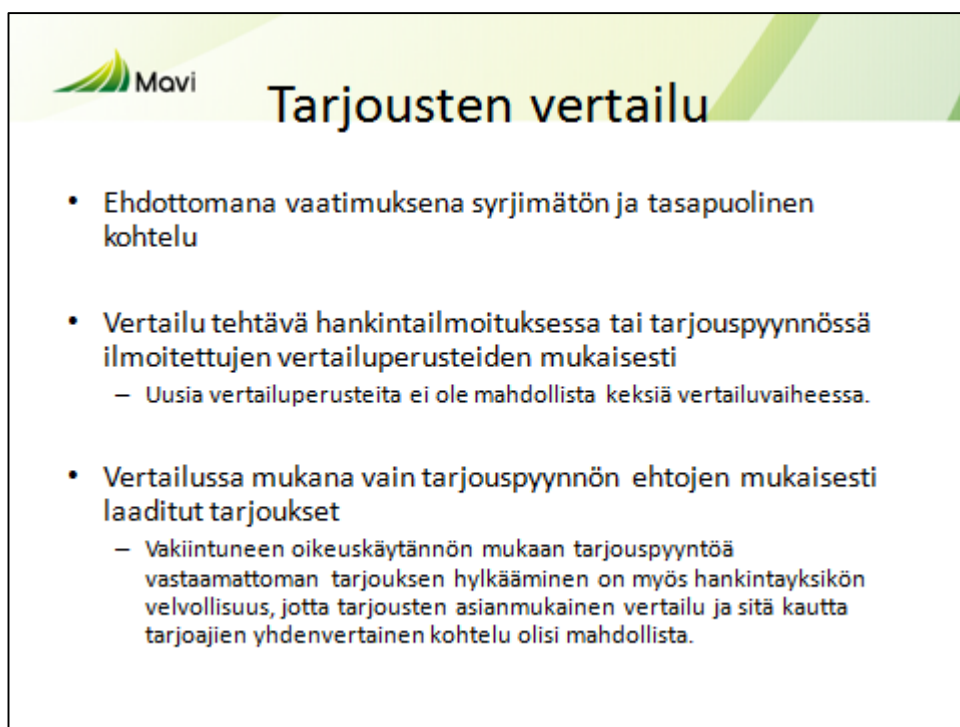 Mavi
Tarjousten vertailu
• Ehdottomana vaatimuksena syrjimätön ja tasapuolinen
kohtelu
• Vertailu tehtävä hankintailmoituksessa tai tarjouspyynnössä
ilmoitettujen vertailuperusteiden mukaisesti
– Uusia vertailuperusteita ei ole mahdollista keksiä vertailuvaiheessa.
• Vertailussa mukana vain tarjouspyynnön ehtojen mukaisesti
laaditut tarjoukset
– Vakiintuneen oikeuskäytännön mukaan tarjouspyyntöä
vastaamattoman tarjouksen hylkääminen on myös hankintayksikön
velvollisuus, jotta tarjousten asianmukainen vertailu ja sitä kautta
tarjoajien yhdenvertainen kohtelu olisi mahdollista.